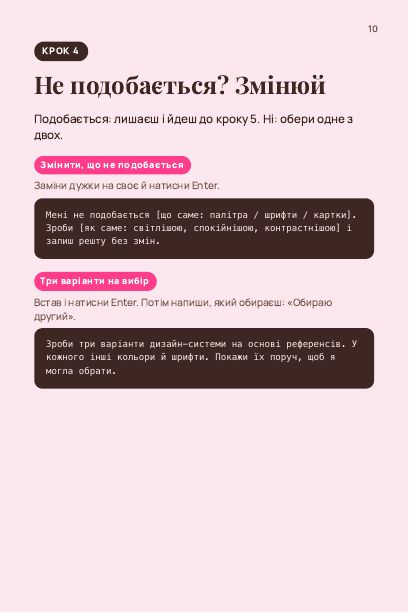 10
КРОК 4
Не подобається? Змінюй
Подобається: лишаєш і йдеш до кроку 5. Ні: обери одне з
двох.
Змінити, що не подобається
Заміни дужки на своє й натисни Enter.
Мені не подобається [що саме: палітра / шрифти / картки].
Зроби [як саме: світлішою, спокійнішою, контрастнішою] і
залиш решту без змін.
Три варіанти на вибір
Встав і натисни Enter. Потім напиши, який обираєш: «Обираю
другий».
Зроби три варіанти дизайн-системи на основі референсів. У
кожного інші кольори й шрифти. Покажи їх поруч, щоб я
могла обрати.